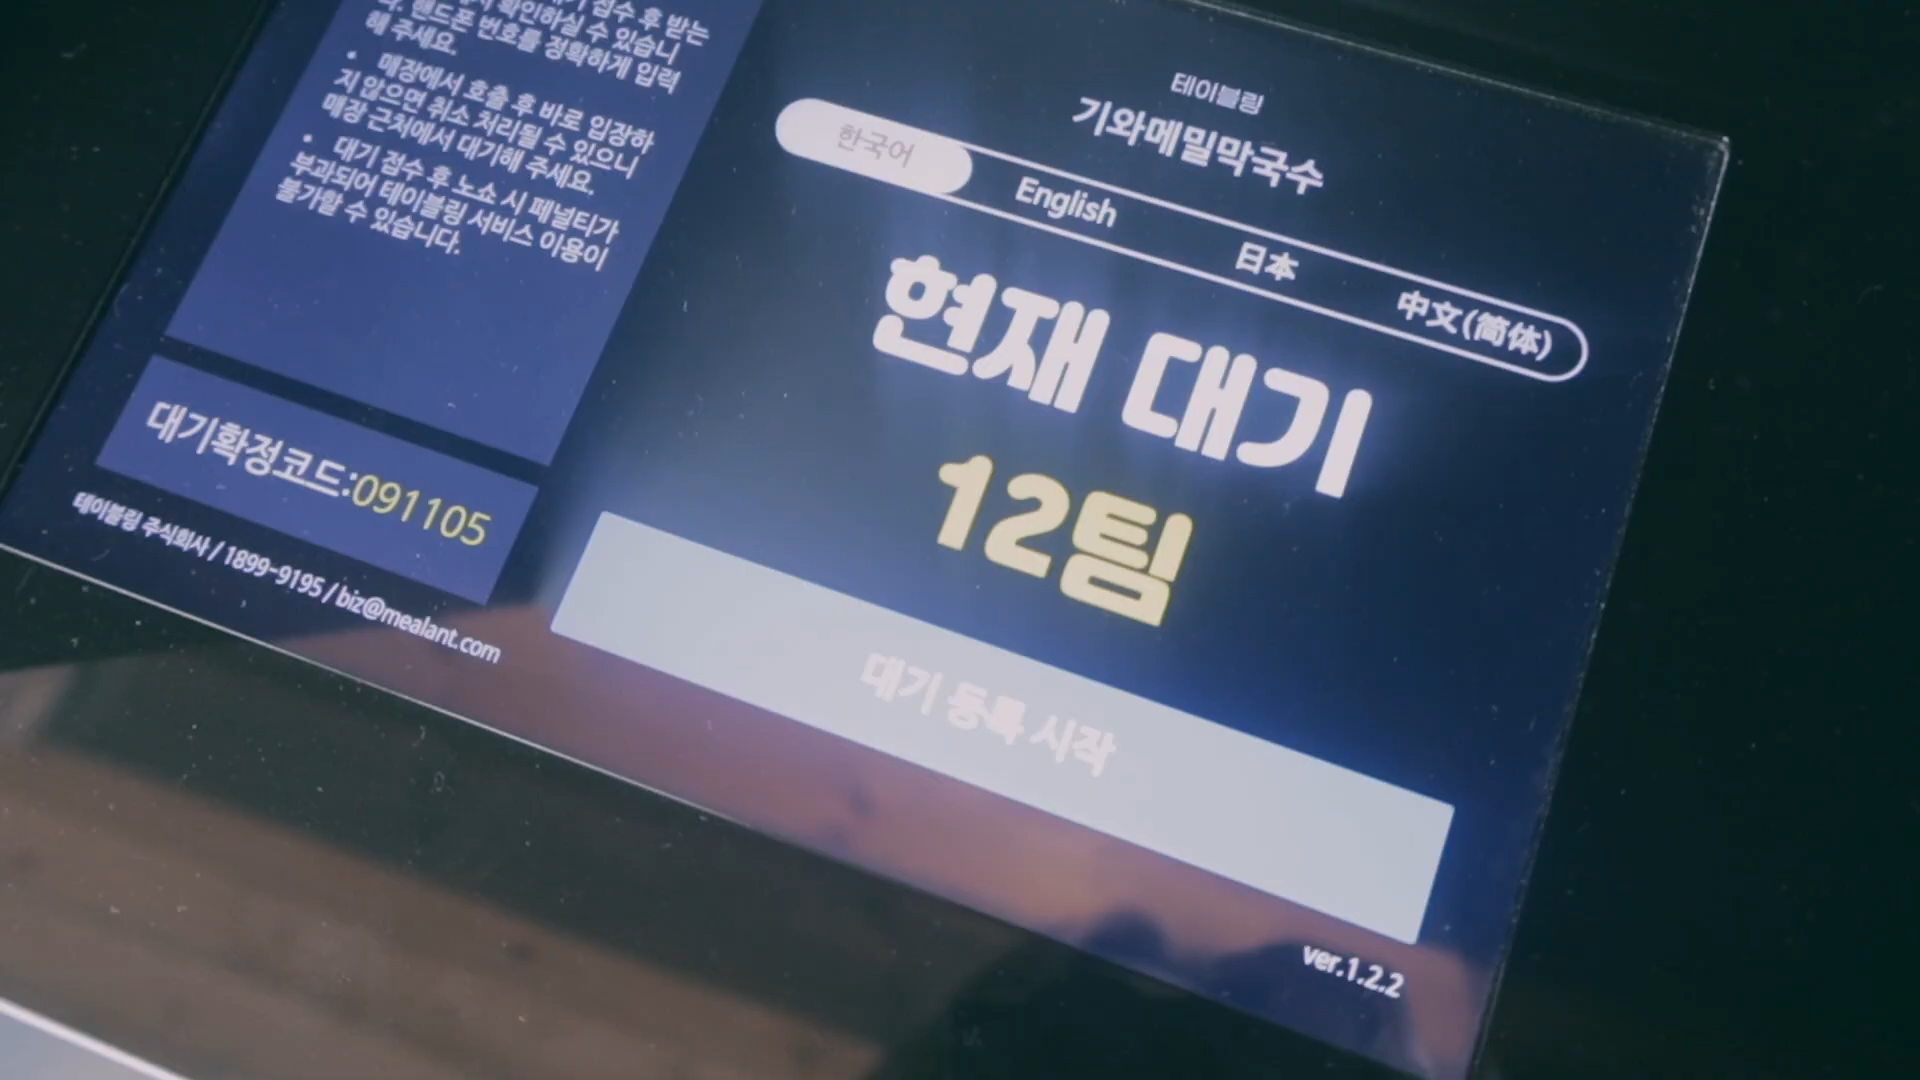 접수 후 받는
확인하실 수 있습니
다. 핸드폰 번호를 정확하게 입력
해 주세요.
• 매장에서 호출 후 바로 입장하
지 않으면 취소 처리될 수 있으니
매장 근처에서 대기해 주세요.
• 대기 접수 후 노쇼 시 페널티가
부과되어 테이블링 서비스 이용이
불가할 수 있습니다.
대기확정코드:091105
테이블링 주식회사 / 1899-9195 / biz@mealant.com
테이블링
기와메밀막국수
한국어 English 日本 中文(简体)
현재 대기
12팀
대기 등록 시작
ver.1.2.2